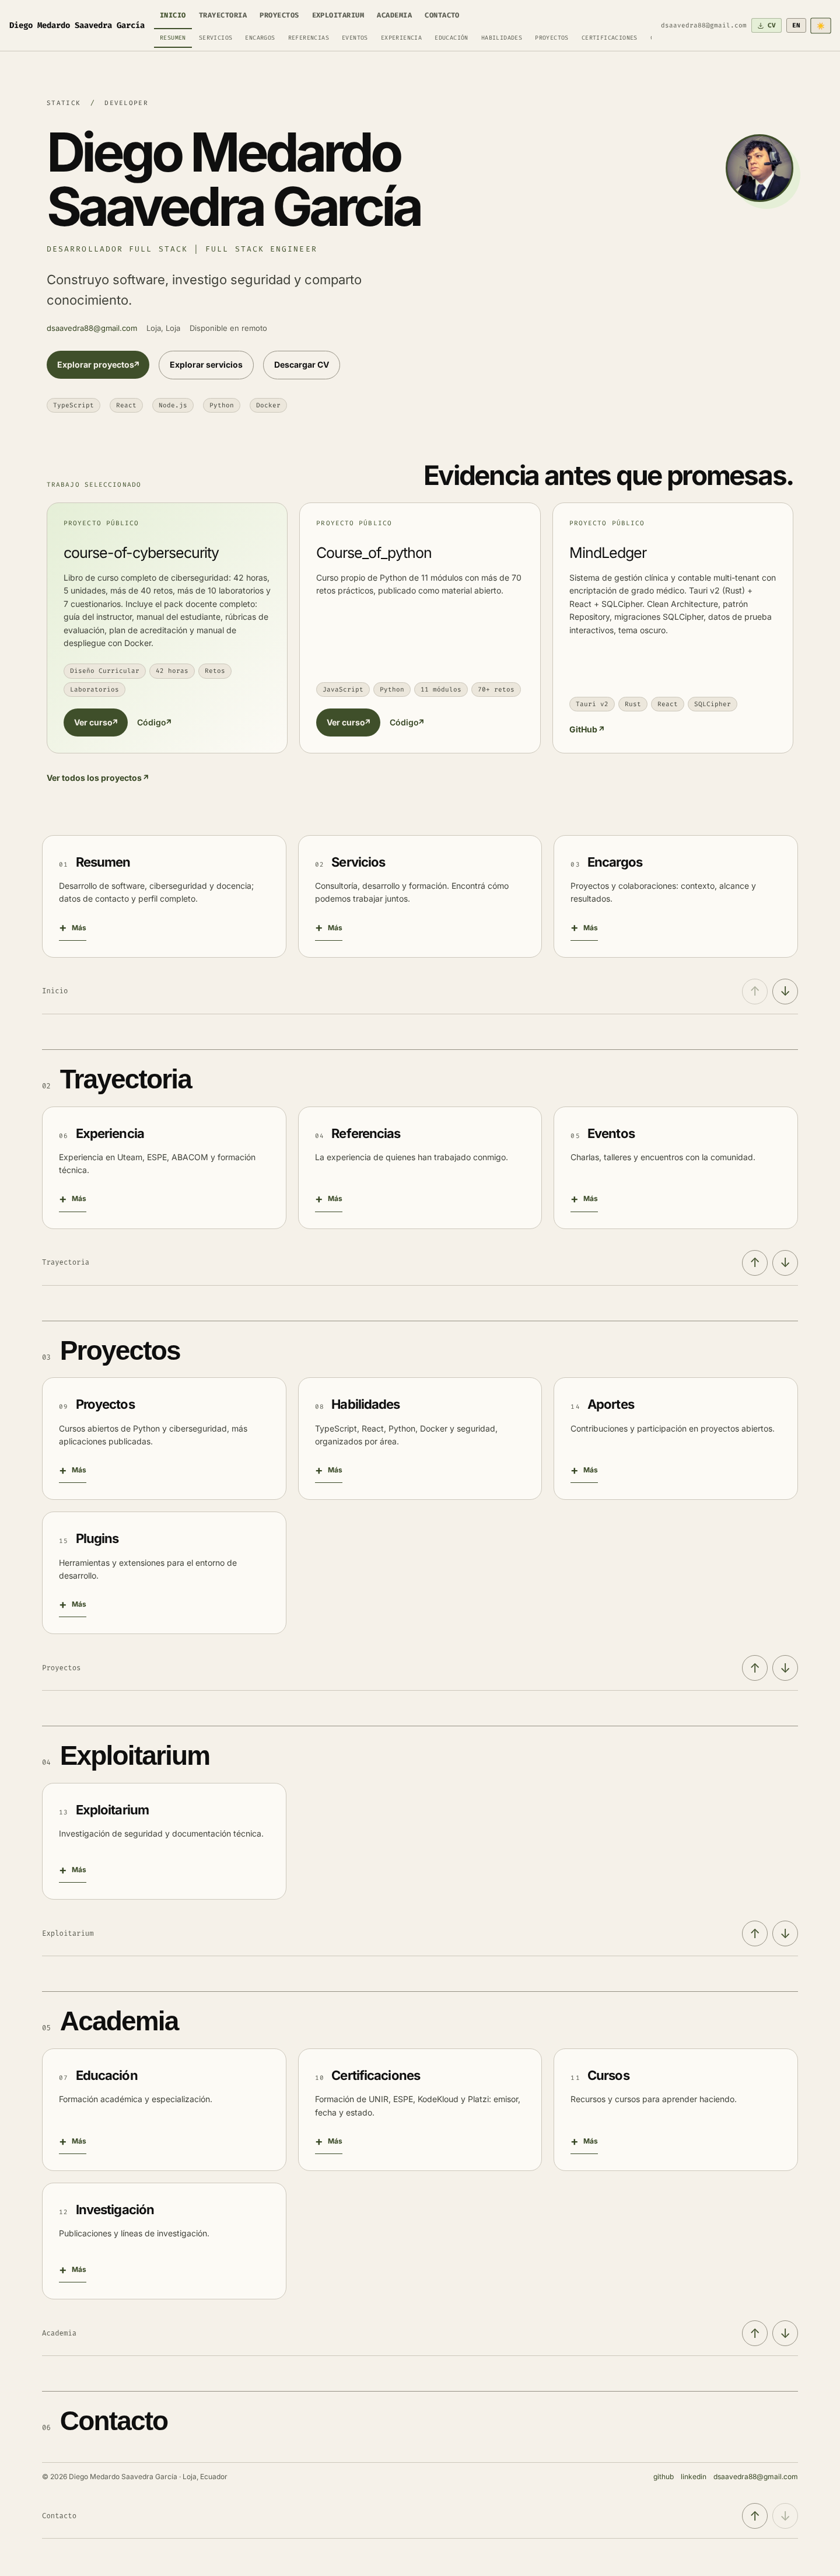 Diego Medardo Saavedra García
INICIO TRAYECTORIA PROYECTOS EXPLOITARIUM ACADEMIA CONTACTO
RESUMEN SERVICIOS ENCARGOS REFERENCIAS EVENTOS EXPERIENCIA EDUCACIÓN HABILIDADES PROYECTOS CERTIFICACIONES
dsaavedra88@gmail.com CV EN
STATICK / DEVELOPER
Diego Medardo
Saavedra García
DESARROLLADOR FULL STACK | FULL STACK ENGINEER
Construyo software, investigo seguridad y comparto
conocimiento.
dsaavedra88@gmail.com Loja, Loja Disponible en remoto
Explorar proyectos↗ Explorar servicios Descargar CV
TypeScript React Node.js Python Docker
TRABAJO SELECCIONADO
Evidencia antes que promesas.
PROYECTO PÚBLICO
course-of-cybersecurity
Libro de curso completo de ciberseguridad: 42 horas,
5 unidades, más de 40 retos, más de 10 laboratorios y
7 cuestionarios. Incluye el pack docente completo:
guía del instructor, manual del estudiante, rúbricas de
evaluación, plan de acreditación y manual de
despliegue con Docker.
Diseño Curricular 42 horas Retos
Laboratorios
Ver curso↗ Código↗
PROYECTO PÚBLICO
Course_of_python
Curso propio de Python de 11 módulos con más de 70
retos prácticos, publicado como material abierto.
JavaScript Python 11 módulos 70+ retos
Ver curso↗ Código↗
PROYECTO PÚBLICO
MindLedger
Sistema de gestión clínica y contable multi-tenant con
encriptación de grado médico. Tauri v2 (Rust) +
React + SQLCipher. Clean Architecture, patrón
Repository, migraciones SQLCipher, datos de prueba
interactivos, tema oscuro.
Tauri v2 Rust React SQLCipher
GitHub↗
Ver todos los proyectos↗
01 Resumen
Desarrollo de software, ciberseguridad y docencia;
datos de contacto y perfil completo.
+ Más
02 Servicios
Consultoría, desarrollo y formación. Encontrá cómo
podemos trabajar juntos.
+ Más
03 Encargos
Proyectos y colaboraciones: contexto, alcance y
resultados.
+ Más
Inicio ↑ ↓
02 Trayectoria
06 Experiencia
Experiencia en Uteam, ESPE, ABACOM y formación
técnica.
+ Más
04 Referencias
La experiencia de quienes han trabajado conmigo.
+ Más
05 Eventos
Charlas, talleres y encuentros con la comunidad.
+ Más
Trayectoria ↑ ↓
03 Proyectos
09 Proyectos
Cursos abiertos de Python y ciberseguridad, más
aplicaciones publicadas.
+ Más
08 Habilidades
TypeScript, React, Python, Docker y seguridad,
organizados por área.
+ Más
14 Aportes
Contribuciones y participación en proyectos abiertos.
+ Más
15 Plugins
Herramientas y extensiones para el entorno de
desarrollo.
+ Más
Proyectos ↑ ↓
04 Exploitarium
13 Exploitarium
Investigación de seguridad y documentación técnica.
+ Más
Exploitarium ↑ ↓
05 Academia
07 Educación
Formación académica y especialización.
+ Más
10 Certificaciones
Formación de UNIR, ESPE, KodeKloud y Platzi: emisor,
fecha y estado.
+ Más
11 Cursos
Recursos y cursos para aprender haciendo.
+ Más
12 Investigación
Publicaciones y líneas de investigación.
+ Más
Academia ↑ ↓
06 Contacto
© 2026 Diego Medardo Saavedra García · Loja, Ecuador
github linkedin dsaavedra88@gmail.com
Contacto ↑ ↓